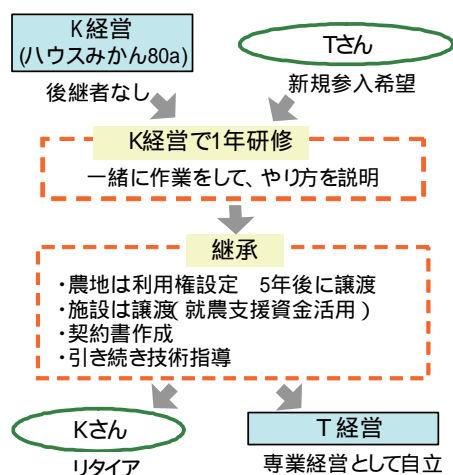 K経営
(ハウスみかん80a)
Tさん
後継者なし
新規参入希望
K経営で1年研修
一緒に作業をして、やり方を説明
継承
・農地は利用権設定　5年後に譲渡
・施設は譲渡(就農支援資金活用)
・契約書作成
・引き続き技術指導
Kさん
T経営
リタイア
専業経営として自立